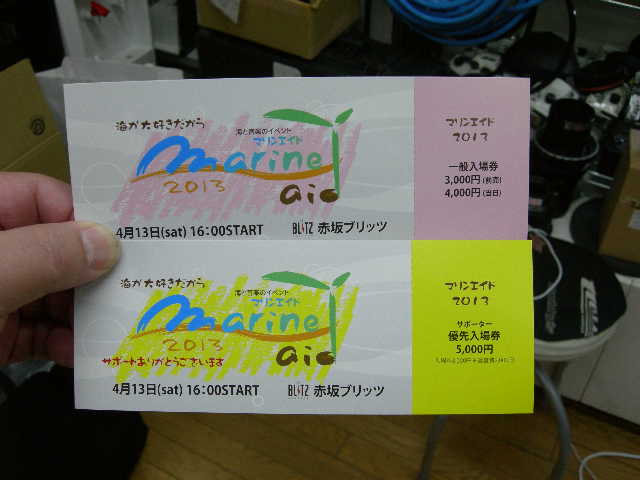 海が大好きだから
海と音楽のイベント
マリンエイド
marine aid
2013
4月13日(sat) 16:00START BLITZ 赤坂ブリッツ
マリンエイド
2013
一般入場券
3,000円(前売)
4,000円(当日)
海が大好きだから
海と音楽のイベント
マリンエイド
marine aid
2013
サポートありがとうございます
4月13日(sat) 16:00START BLITZ 赤坂ブリッツ
マリンエイド
2013
サポーター
優先入場券
5,000円